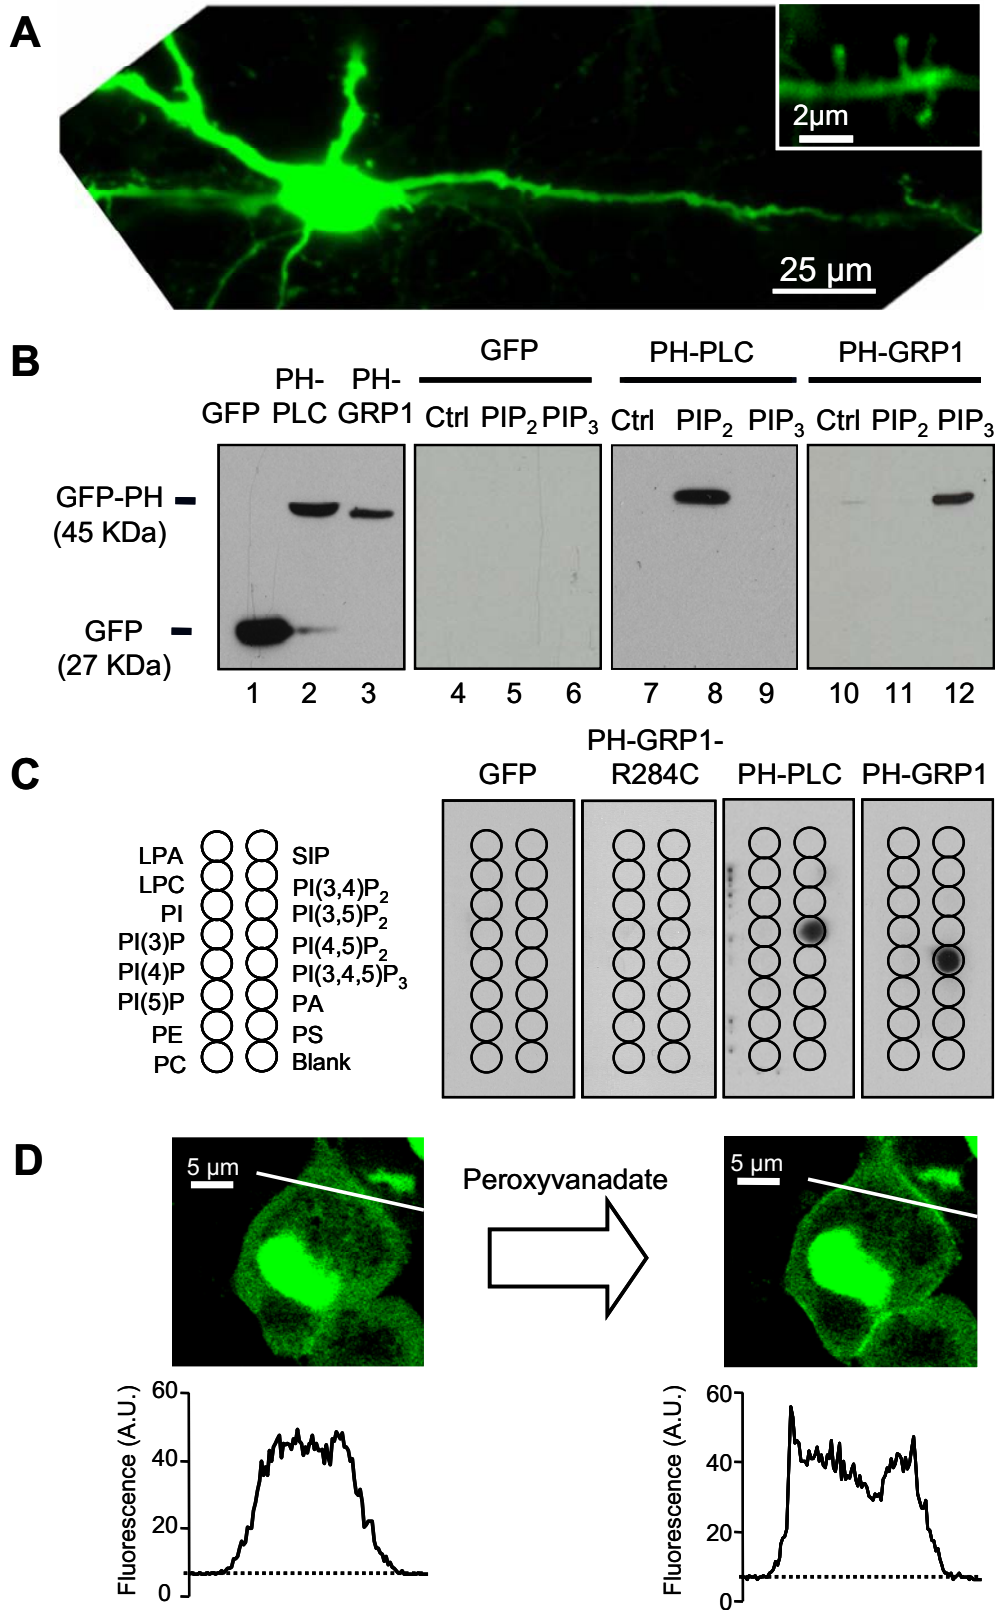 A
2µm
25 µm
B
GFP PH-PLC PH-GRP1
GFP
PH-PLC
PH-GRP1
Ctrl PIP2 PIP3
Ctrl PIP2 PIP3
Ctrl PIP2 PIP3
GFP-PH
(45 KDa)
GFP
(27 KDa)
1 2 3 4 5 6 7 8 9 10 11 12
C
GFP
PH-GRP1-
R284C
PH-PLC
PH-GRP1
LPA SIP
LPC PI(3,4)P2
PI PI(3,5)P2
PI(3)P PI(4,5)P2
PI(4)P PI(3,4,5)P3
PI(5)P PA
PE PS
PC Blank
D
5 µm
Peroxyvanadate
5 µm
Fluorescence (A.U.)
60
40
20
0
Fluorescence (A.U.)
60
40
20
0